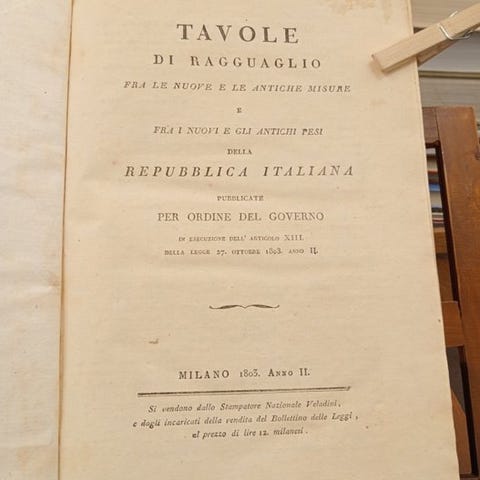 TAVOLE
DI RAGGUAGLIO
FRA LE NUOVE E LE ANTICHE MISURE
E
FRA I NUOVI E GLI ANTICHI PESI
DELLA
REPUBBLICA ITALIANA
PUBBLICATE
PER ORDINE DEL GOVERNO
IN ESECUZIONE DELL' ARTICOLO XIII.
DELLA LEGGE 27. OTTOBRE 1803. ANNO II.
MILANO 1803. ANNO II.
Si vendono dallo Stampatore Nazionale Veladini,
e dagli incaricati della vendita del Bollettino delle Leggi,
al prezzo di lire 12. milanesi.